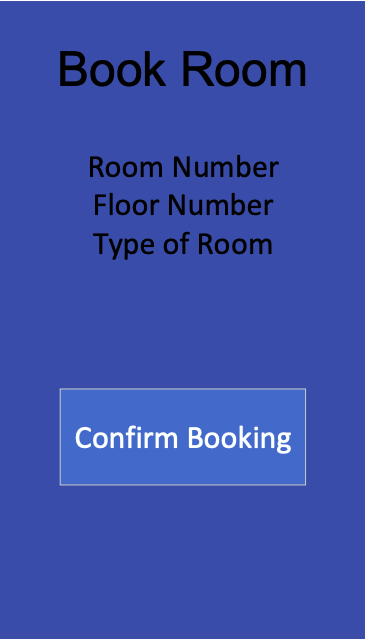 Book Room
Room Number
Floor Number
Type of Room
Confirm Booking